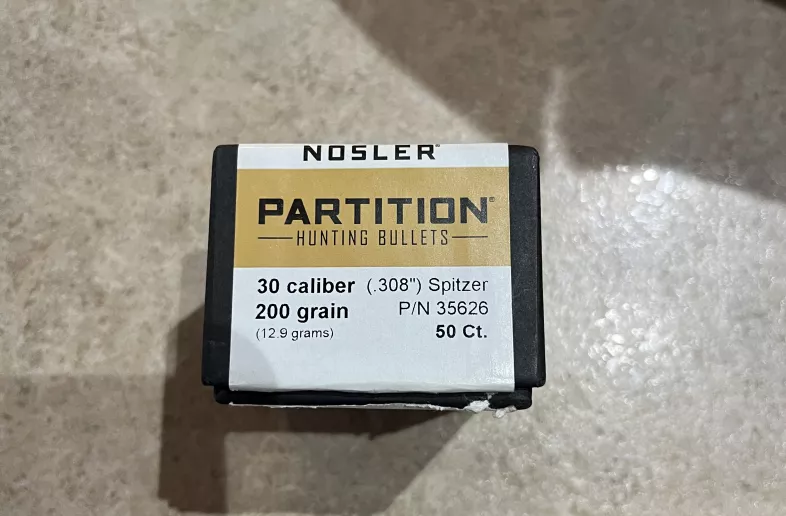 NOSLER®
PARTITION®
HUNTING BULLETS
30 caliber (.308") Spitzer
200 grain P/N 35626
(12.9 grams) 50 Ct.